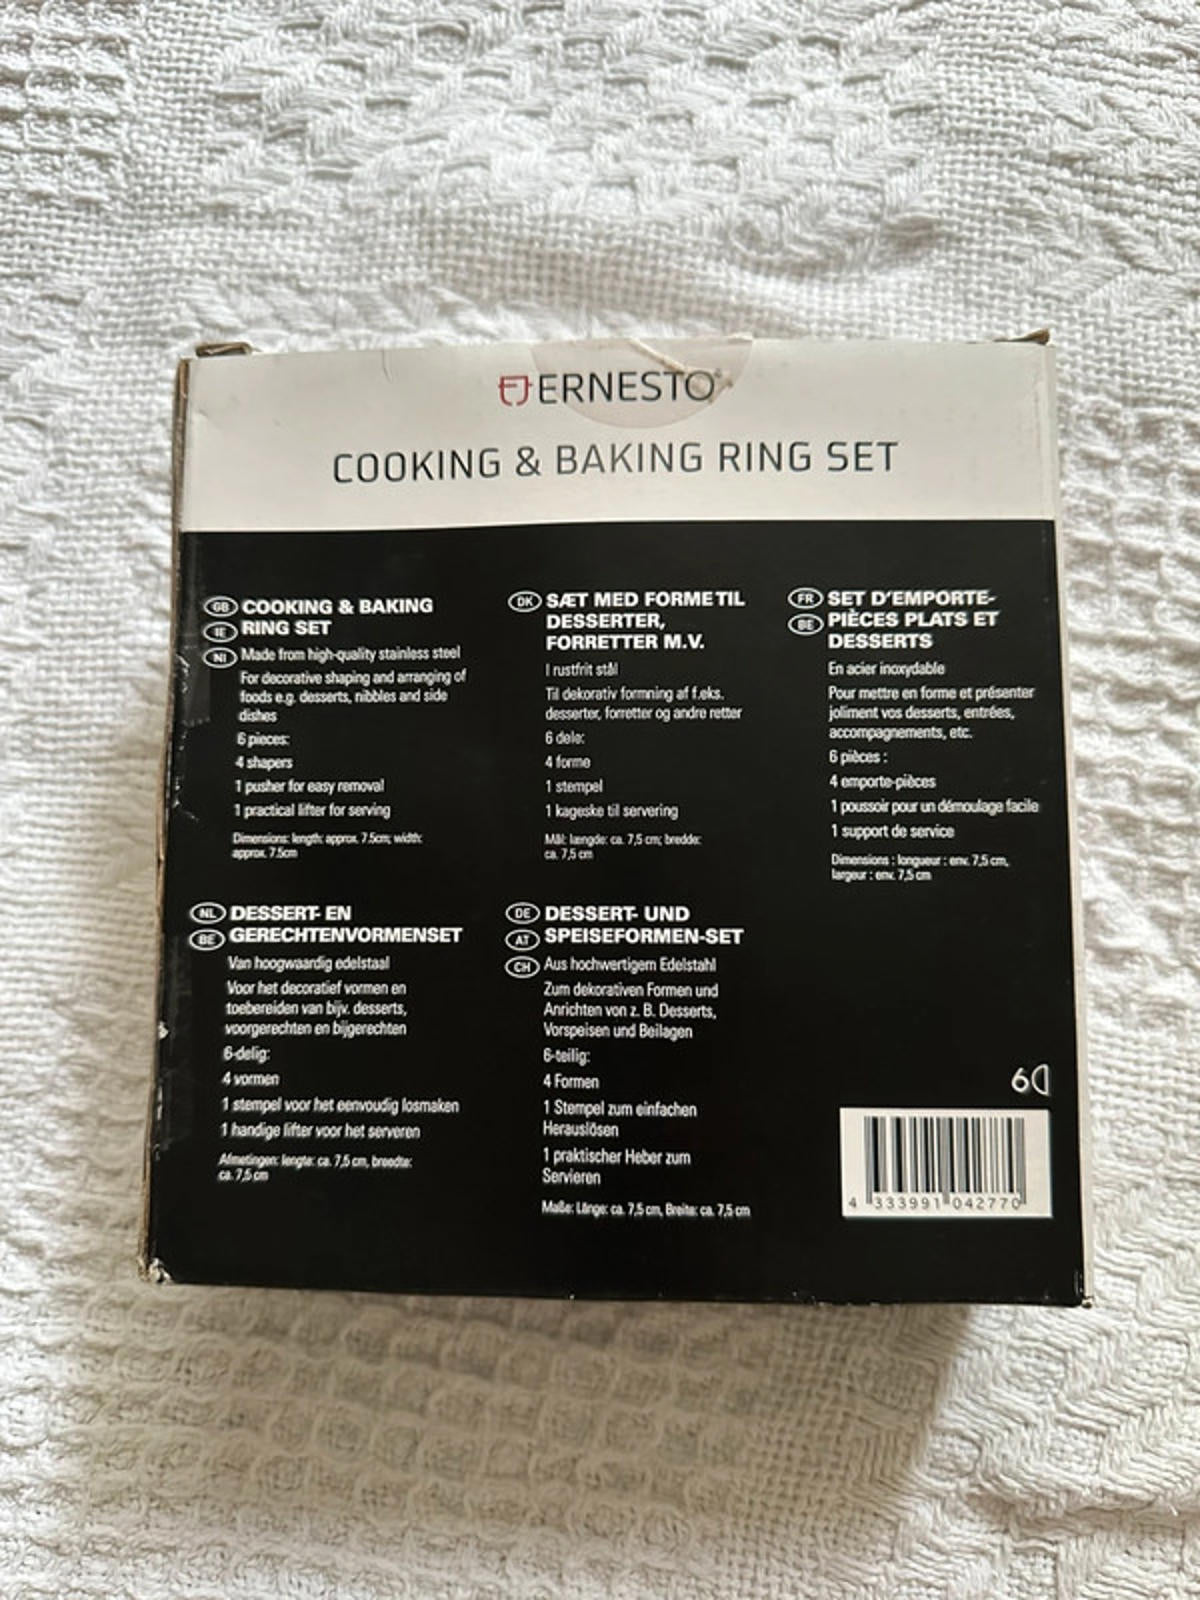 ERNESTO®
COOKING & BAKING RING SET
GB COOKING & BAKING
IE RING SET
NI Made from high-quality stainless steel
For decorative shaping and arranging of
foods e.g. desserts, nibbles and side
dishes
6 pieces:
4 shapers
1 pusher for easy removal
1 practical lifter for serving
Dimensions: length: approx. 7.5cm; width:
approx. 7.5cm
DK SÆT MED FORME TIL
DESSERTER,
FORRETTER M.V.
I rustfrit stål
Til dekorativ formning af f.eks.
desserter, forretter og andre retter
6 dele:
4 forme
1 stempel
1 kageske til servering
Mål: længde: ca. 7,5 cm; bredde:
ca. 7,5 cm
FR SET D'EMPORTE-
BE PIÈCES PLATS ET
DESSERTS
En acier inoxydable
Pour mettre en forme et présenter
joliment vos desserts, entrées,
accompagnements, etc.
6 pièces :
4 emporte-pièces
1 poussoir pour un démoulage facile
1 support de service
Dimensions : longueur : env. 7,5 cm,
largeur : env. 7,5 cm
NL DESSERT- EN
BE GERECHTENVORMENSET
Van hoogwaardig edelstaal
Voor het decoratief vormen en
toebereiden van bijv. desserts,
voorgerechten en bijgerechten
6-delig:
4 vormen
1 stempel voor het eenvoudig losmaken
1 handige lifter voor het serveren
Afmetingen: lengte: ca. 7,5 cm, breedte:
ca. 7,5 cm
DE DESSERT- UND
AT SPEISEFORMEN-SET
CH Aus hochwertigem Edelstahl
Zum dekorativen Formen und
Anrichten von z. B. Desserts,
Vorspeisen und Beilagen
6-teilig:
4 Formen
1 Stempel zum einfachen
Herauslösen
1 praktischer Heber zum
Servieren
Maße: Länge: ca. 7,5 cm, Breite: ca. 7,5 cm
6
4 333991 042770